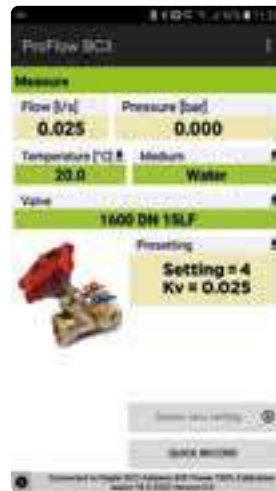 ProFlow BC3
Measure
Flow [l/s] Pressure [bar]
0.025 0.000
Temperature [°C] Medium
20.0 Water
Valve
1600 DN 15LF
Presetting
Setting = 4
Kv = 0.025
QUICK RECORD